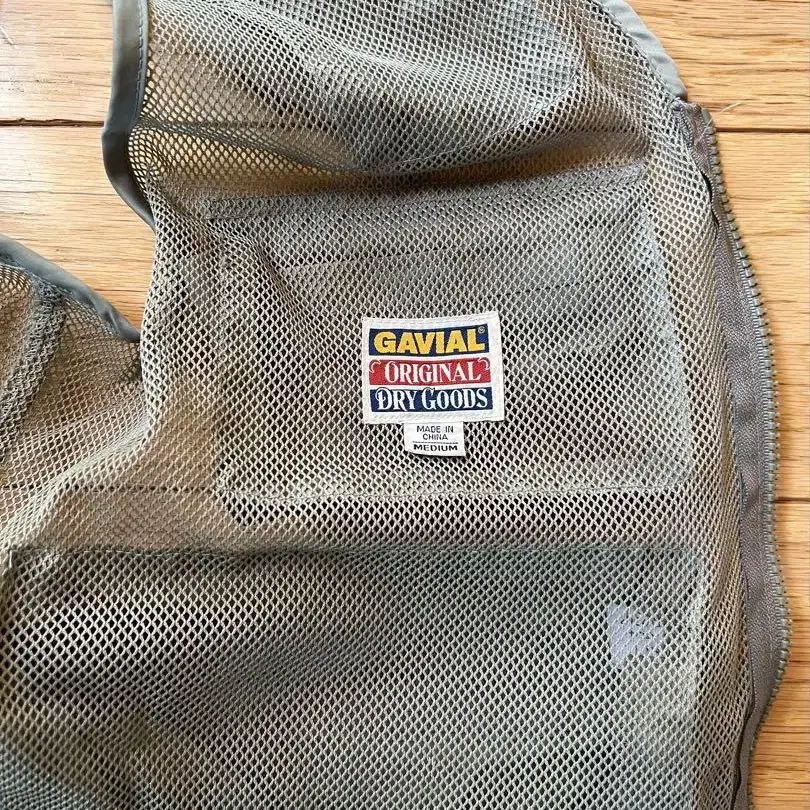 GAVIAL®
ORIGINAL
DRY GOODS
MADE IN
CHINA
MEDIUM